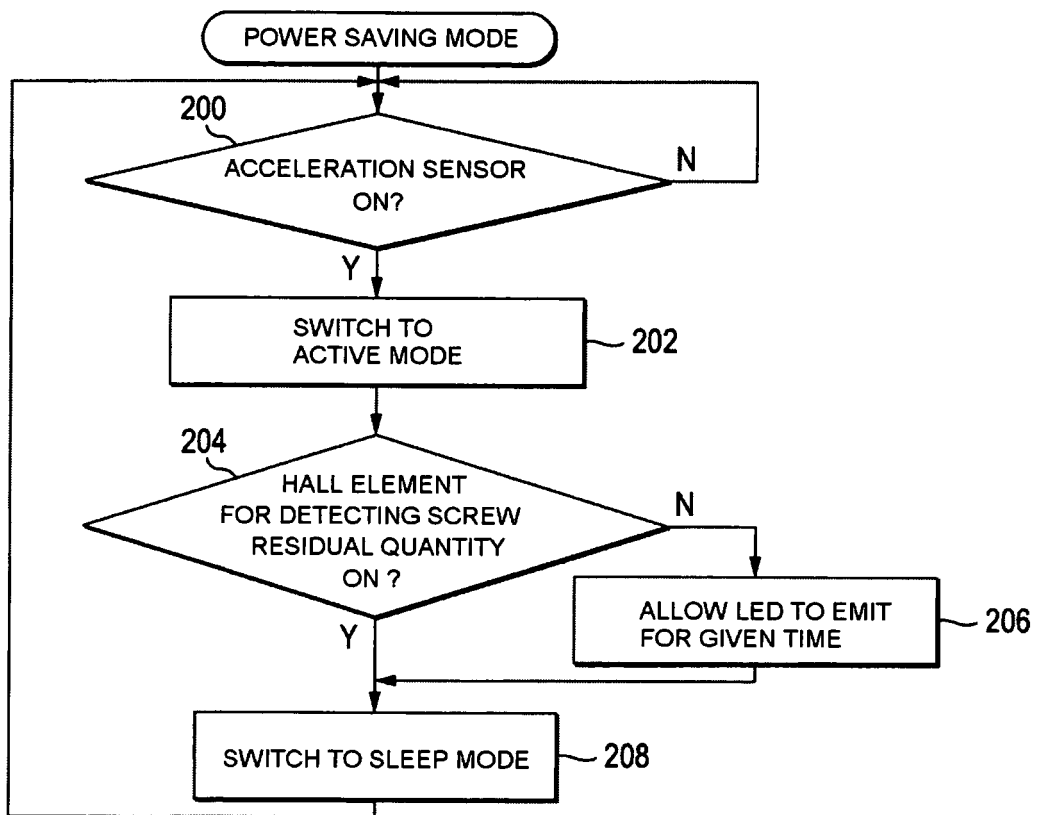 POWER SAVING MODE
200
ACCELERATION SENSOR
ON?
N
Y
SWITCH TO
ACTIVE MODE
202
204
HALL ELEMENT
FOR DETECTING SCREW
RESIDUAL QUANTITY
ON ?
N
Y
ALLOW LED TO EMIT
FOR GIVEN TIME
206
SWITCH TO SLEEP MODE
208